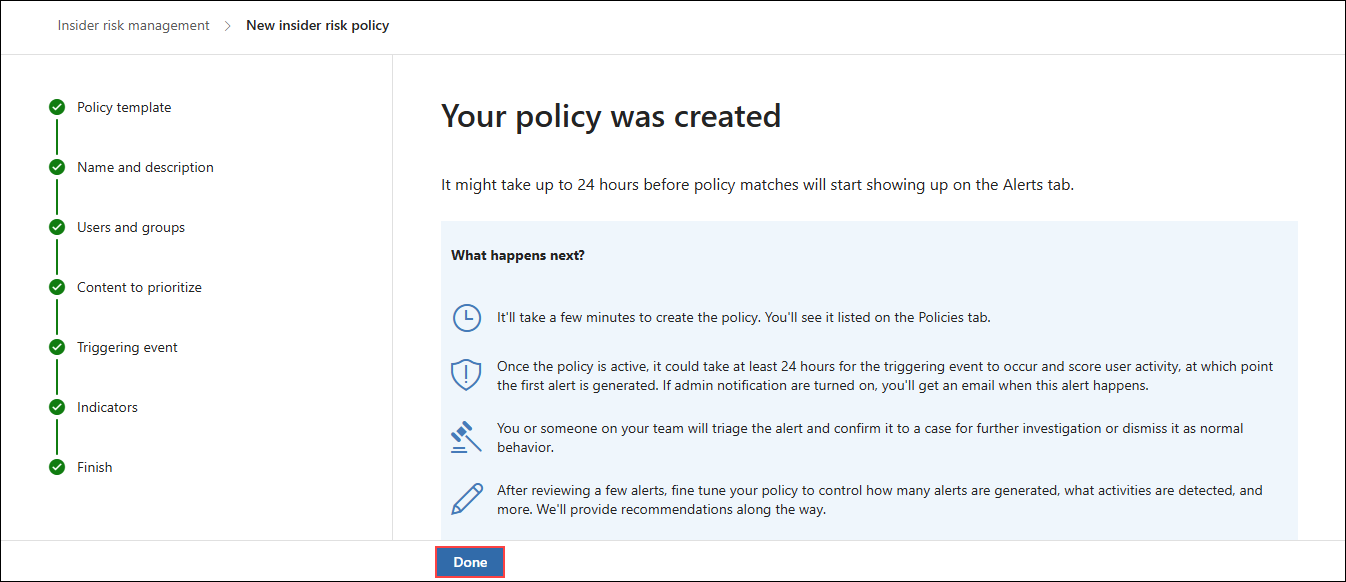 Insider risk management > New insider risk policy
Policy template
Name and description
Users and groups
Content to prioritize
Triggering event
Indicators
Finish
Your policy was created
It might take up to 24 hours before policy matches will start showing up on the Alerts tab.
What happens next?
It'll take a few minutes to create the policy. You'll see it listed on the Policies tab.
Once the policy is active, it could take at least 24 hours for the triggering event to occur and score user activity, at which point
the first alert is generated. If admin notification are turned on, you'll get an email when this alert happens.
You or someone on your team will triage the alert and confirm it to a case for further investigation or dismiss it as normal
behavior.
After reviewing a few alerts, fine tune your policy to control how many alerts are generated, what activities are detected, and
more. We'll provide recommendations along the way.
Done